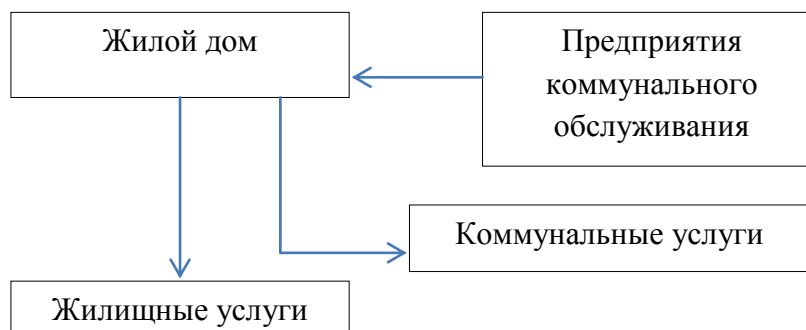 Жилой дом
Предприятия
коммунального
обслуживания
Коммунальные услуги
Жилищные услуги